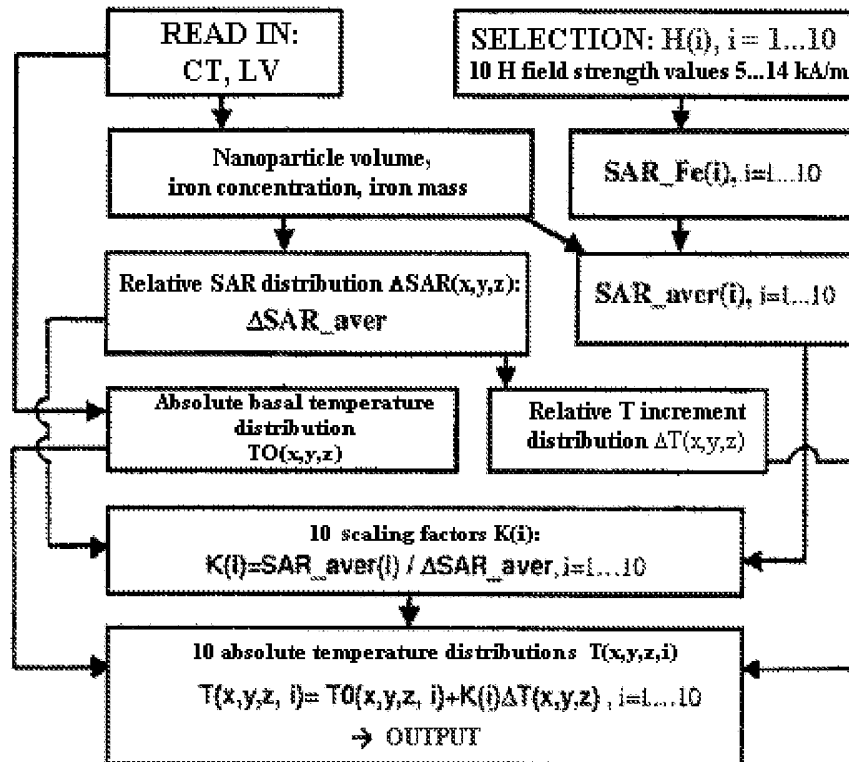 READ IN:
CT, LV
SELECTION: H(i), i = 1...10
10 H field strength values 5...14 kA/m
Nanoparticle volume,
iron concentration, iron mass
SAR_Fe(i), i=1...10
Relative SAR distribution ΔSAR(x,y,z):
ΔSAR_aver
SAR_aver(i), i=1...10
Absolute basal temperature
distribution
TO(x,y,z)
Relative T increment
distribution ΔT(x,y,z)
10 scaling factors K(i):
K(i)=SAR_aver(i) / ΔSAR_aver, i=1...10
10 absolute temperature distributions T(x,y,z,i)
T(x,y,z, i)= T0(x,y,z, i)+K(i)ΔT(x,y,z) , i=1...10
→ OUTPUT